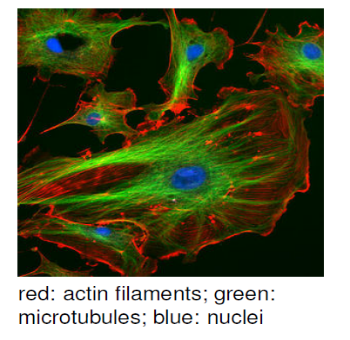 red: actin filaments; green:
microtubules; blue: nuclei